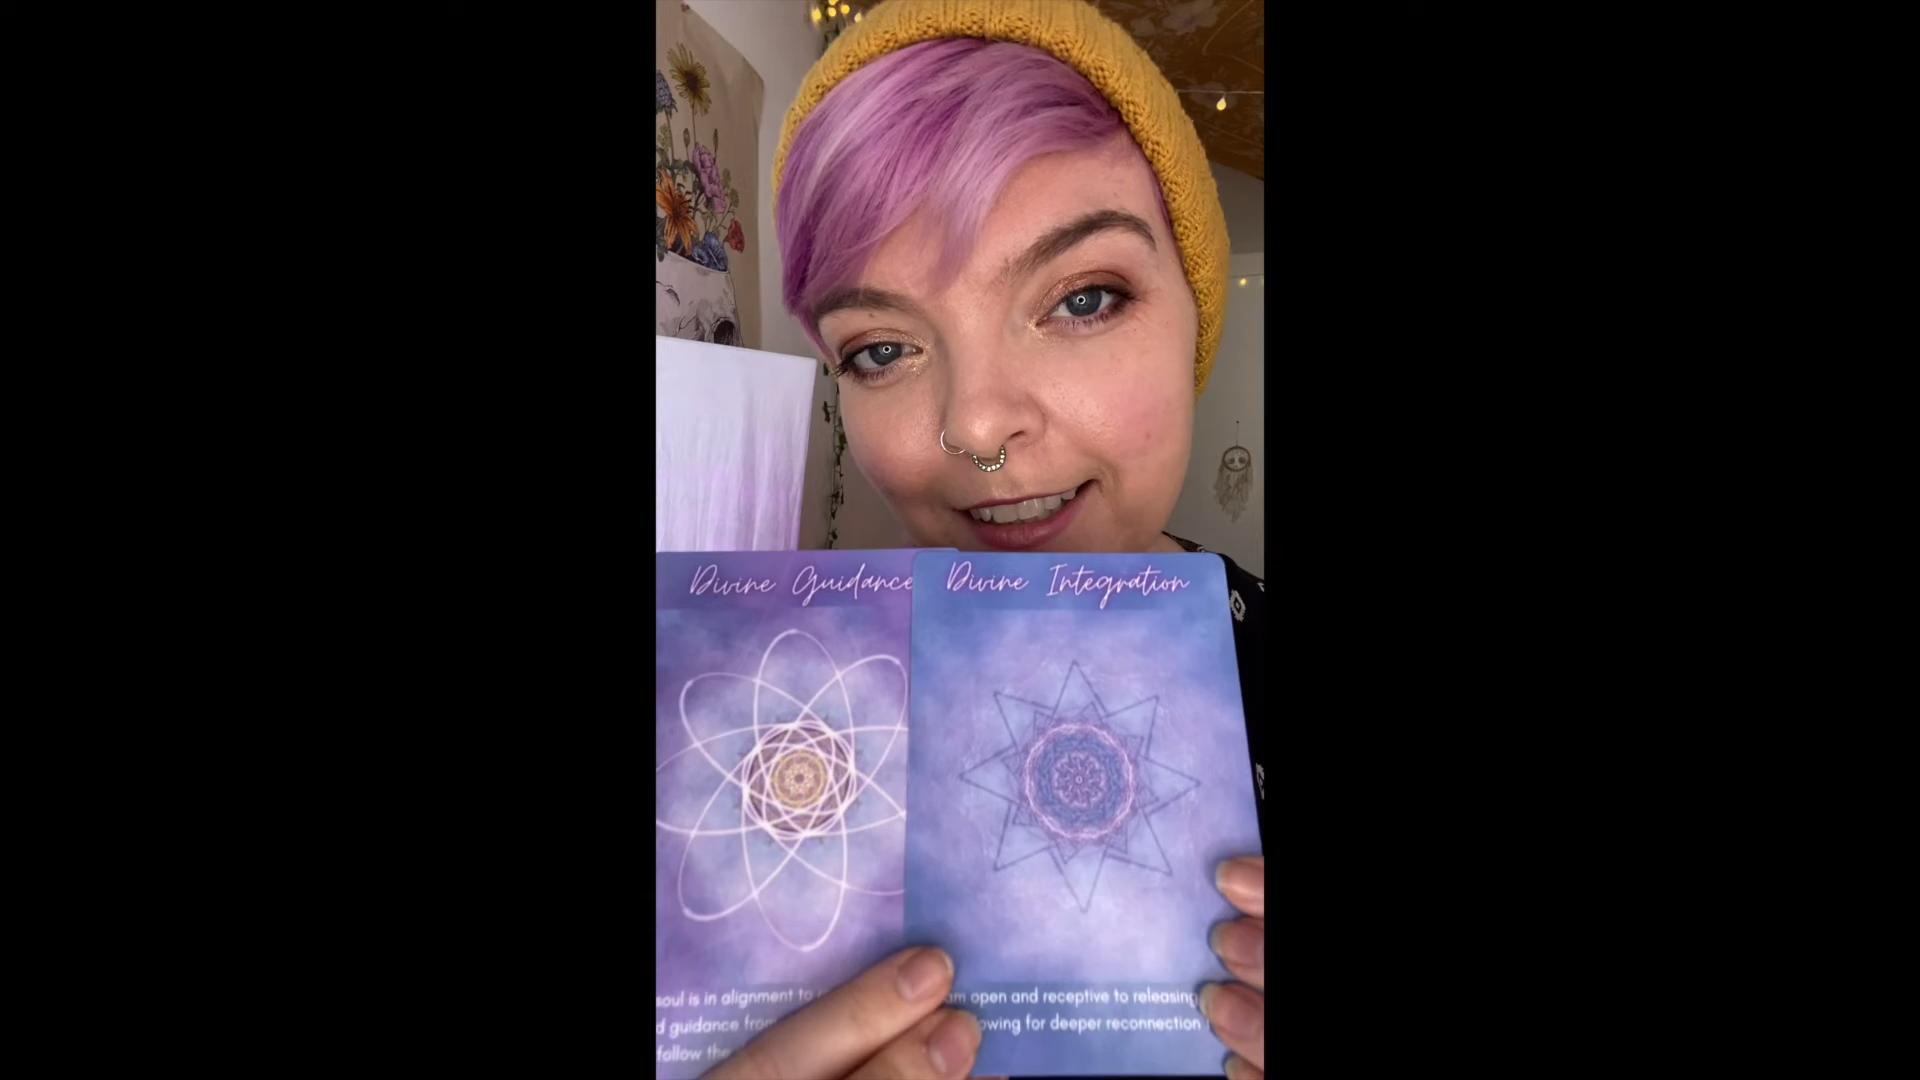 Divine Guidance
soul is in alignment to
guidance from
follow the
Divine Integration
am open and receptive to releasing
for deeper reconnection